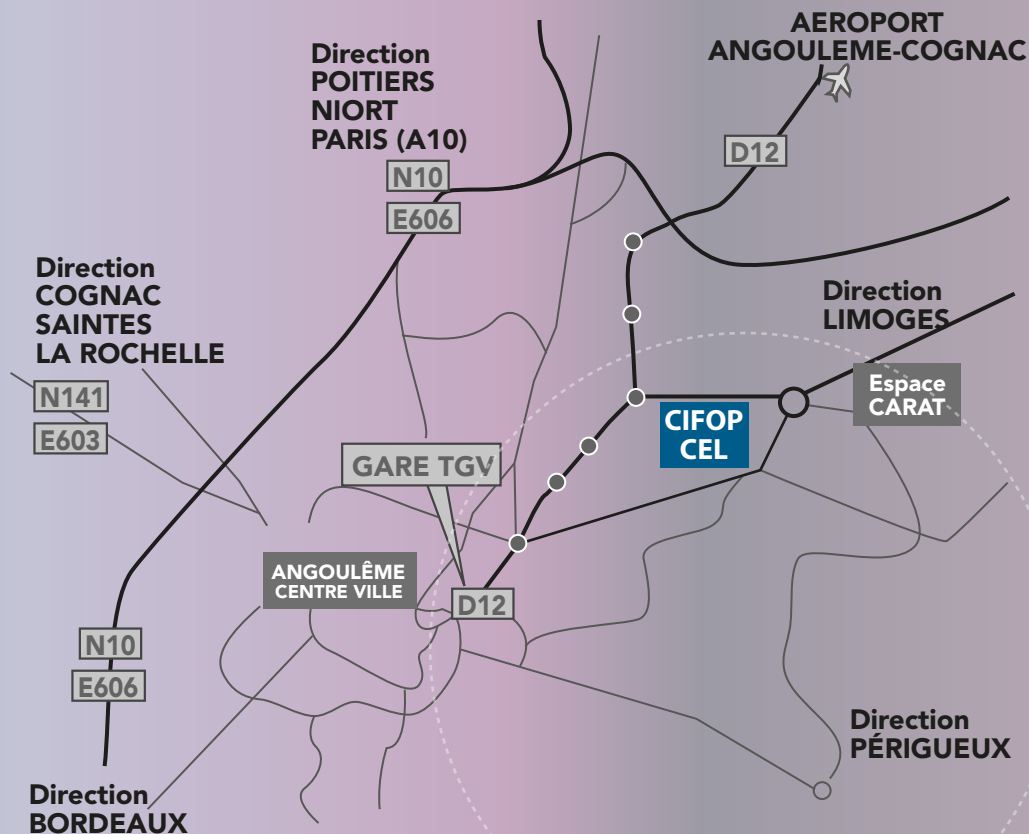 AEROPORT
ANGOULEME-COGNAC
Direction
POITIERS
NIORT
PARIS (A10)
N10
E606
D12
Direction
COGNAC
SAINTES
LA ROCHELLE
N141
E603
Direction
LIMOGES
Espace
CARAT
CIFOP
CEL
GARE TGV
ANGOULÊME
CENTRE VILLE
D12
N10
E606
Direction
PÉRIGUEUX
Direction
BORDEAUX